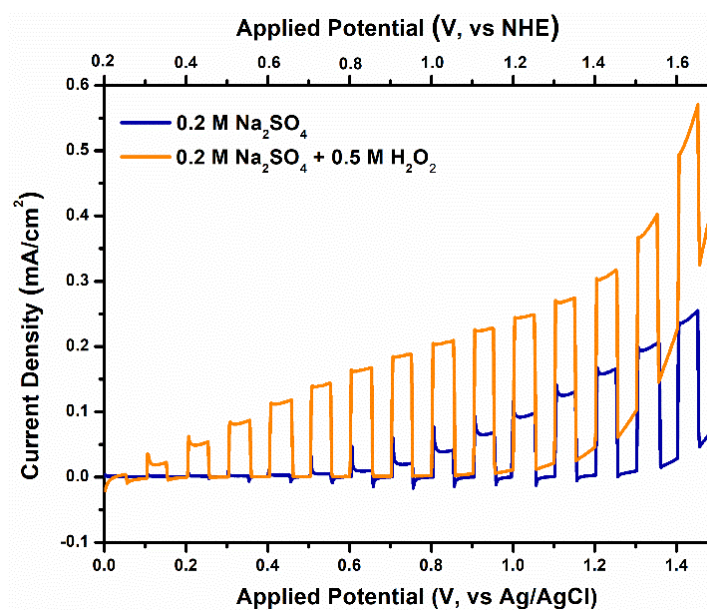 Applied Potential (V, vs NHE)
0.2 0.4 0.6 0.8 1.0 1.2 1.4 1.6
0.6
0.2 M Na₂SO₄
0.2 M Na₂SO₄ + 0.5 M H₂O₂
0.5
0.4
0.3
0.2
0.1
0.0
-0.1
Current Density (mA/cm²)
0.0 0.2 0.4 0.6 0.8 1.0 1.2 1.4
Applied Potential (V, vs Ag/AgCl)